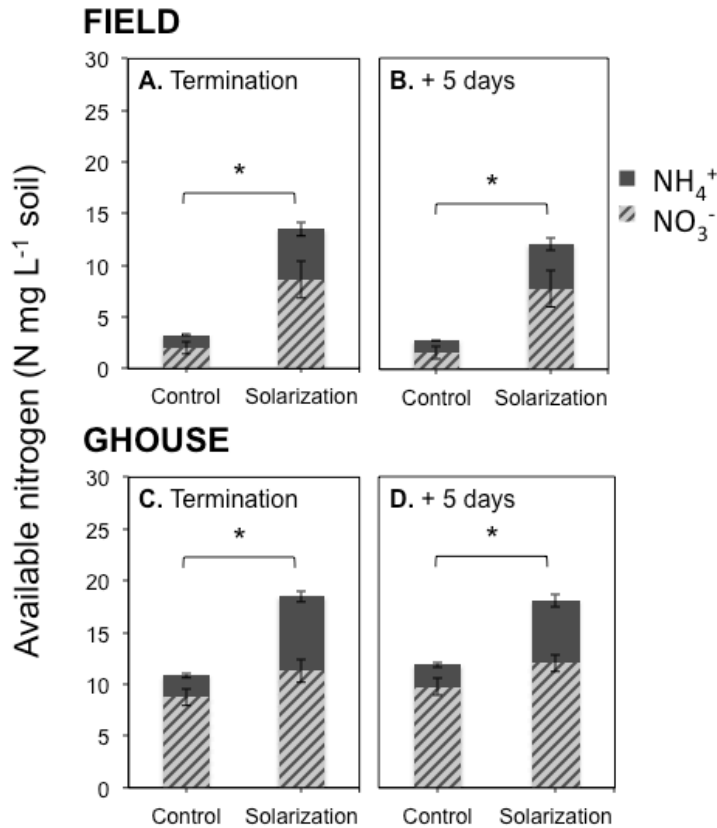 FIELD
A. Termination
B. + 5 days
30
25
20
15
10
5
0
*
*
NH₄⁺
NO₃⁻
Control Solarization
Control Solarization
Available nitrogen (N mg L⁻¹ soil)
GHOUSE
C. Termination
D. + 5 days
30
25
20
15
10
5
0
*
*
Control Solarization
Control Solarization